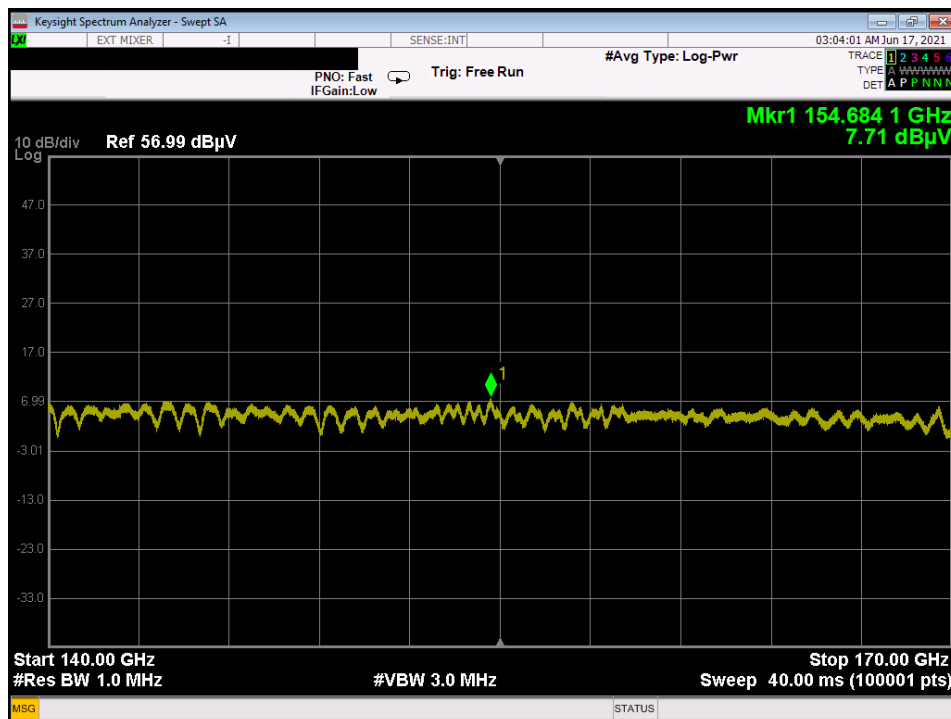 Keysight Spectrum Analyzer - Swept SA
LXI EXT MIXER -I SENSE:INT 03:04:01 AM Jun 17, 2021
#Avg Type: Log-Pwr TRACE 1 2 3 4 5 6
PNO: Fast Trig: Free Run TYPE A WWWWW
IFGain:Low DET A P P N N N
Mkr1 154.684 1 GHz
7.71 dBµV
10 dB/div Ref 56.99 dBµV
Log
47.0
37.0
27.0
17.0
1
6.99
-3.01
-13.0
-23.0
-33.0
Start 140.00 GHz Stop 170.00 GHz
#Res BW 1.0 MHz #VBW 3.0 MHz Sweep 40.00 ms (100001 pts)
MSG STATUS